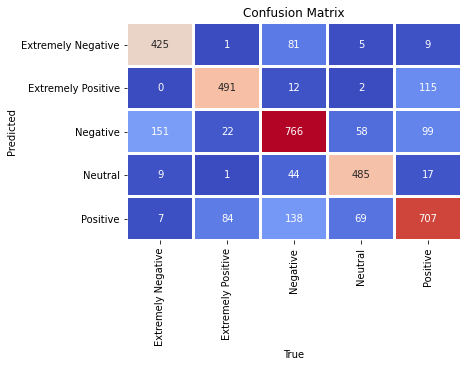 Confusion Matrix
Predicted
Extremely Negative 425 1 81 5 9
Extremely Positive 0 491 12 2 115
Negative 151 22 766 58 99
Neutral 9 1 44 485 17
Positive 7 84 138 69 707
Extremely Negative
Extremely Positive
Negative
Neutral
Positive
True